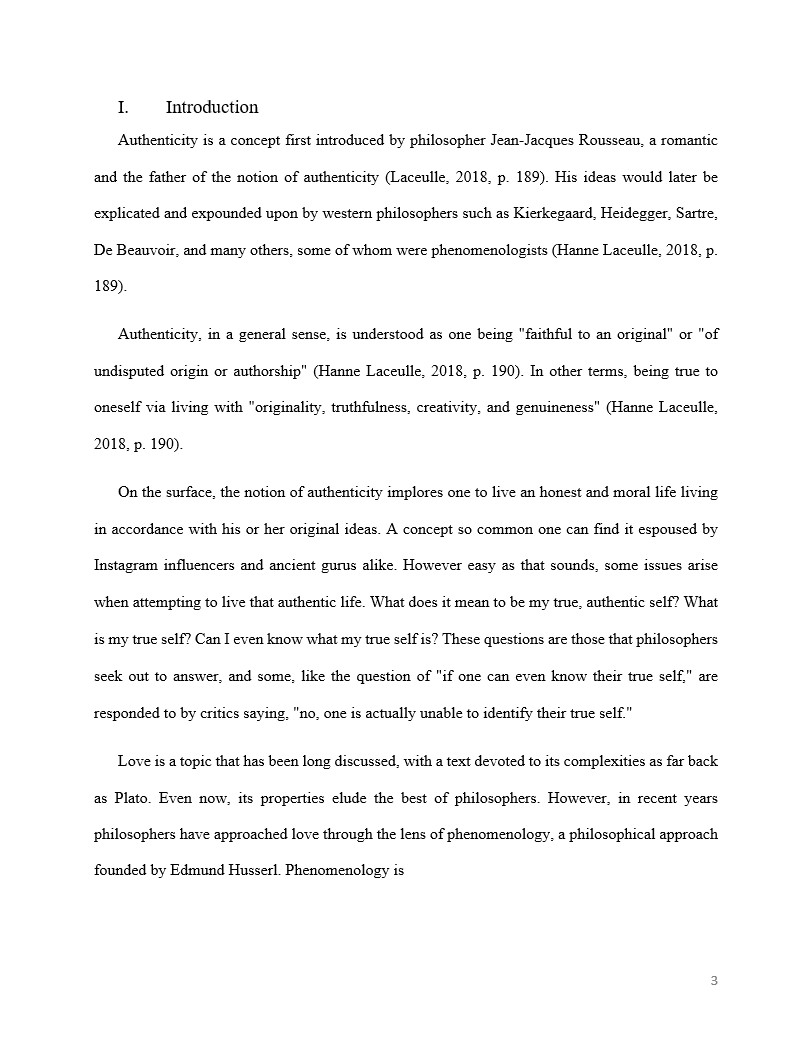 I. Introduction
Authenticity is a concept first introduced by philosopher Jean-Jacques Rousseau, a romantic
and the father of the notion of authenticity (Laceulle, 2018, p. 189). His ideas would later be
explicated and expounded upon by western philosophers such as Kierkegaard, Heidegger, Sartre,
De Beauvoir, and many others, some of whom were phenomenologists (Hanne Laceulle, 2018, p.
189).
Authenticity, in a general sense, is understood as one being "faithful to an original" or "of
undisputed origin or authorship" (Hanne Laceulle, 2018, p. 190). In other terms, being true to
oneself via living with "originality, truthfulness, creativity, and genuineness" (Hanne Laceulle,
2018, p. 190).
On the surface, the notion of authenticity implores one to live an honest and moral life living
in accordance with his or her original ideas. A concept so common one can find it espoused by
Instagram influencers and ancient gurus alike. However easy as that sounds, some issues arise
when attempting to live that authentic life. What does it mean to be my true, authentic self? What
is my true self? Can I even know what my true self is? These questions are those that philosophers
seek out to answer, and some, like the question of "if one can even know their true self," are
responded to by critics saying, "no, one is actually unable to identify their true self."
Love is a topic that has been long discussed, with a text devoted to its complexities as far back
as Plato. Even now, its properties elude the best of philosophers. However, in recent years
philosophers have approached love through the lens of phenomenology, a philosophical approach
founded by Edmund Husserl. Phenomenology is
3